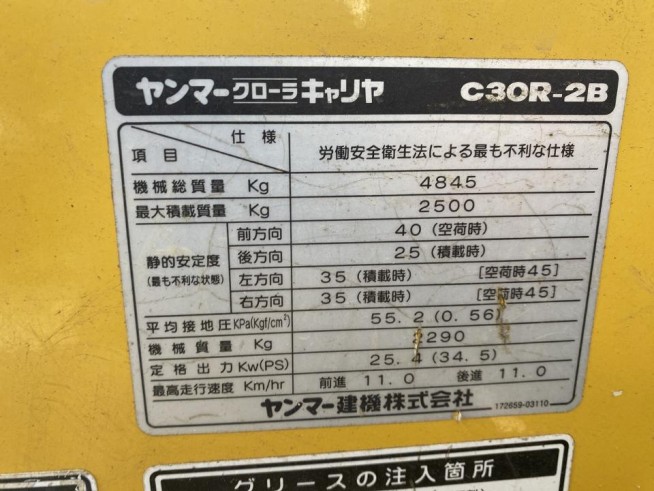 ヤンマークローラキャリヤ C30R-2B
仕様
項目 労働安全衛生法による最も不利な仕様
機械総質量 Kg 4845
最大積載質量 Kg 2500
前方向 40 (空荷時)
静的安定度 後方向 25 (積載時)
(最も不利な状態) 左方向 35 (積載時) [空荷時45]
右方向 35 (積載時) [空荷時45]
平均接地圧 KPa(Kgf/cm²) 55.2 (0.56)
機械質量 Kg 2290
定格出力 Kw(PS) 25.4 (34.5)
最高走行速度 Km/hr 前進 11.0 後進 11.0
ヤンマー建機株式会社 172659-03110
グリースの注入箇所